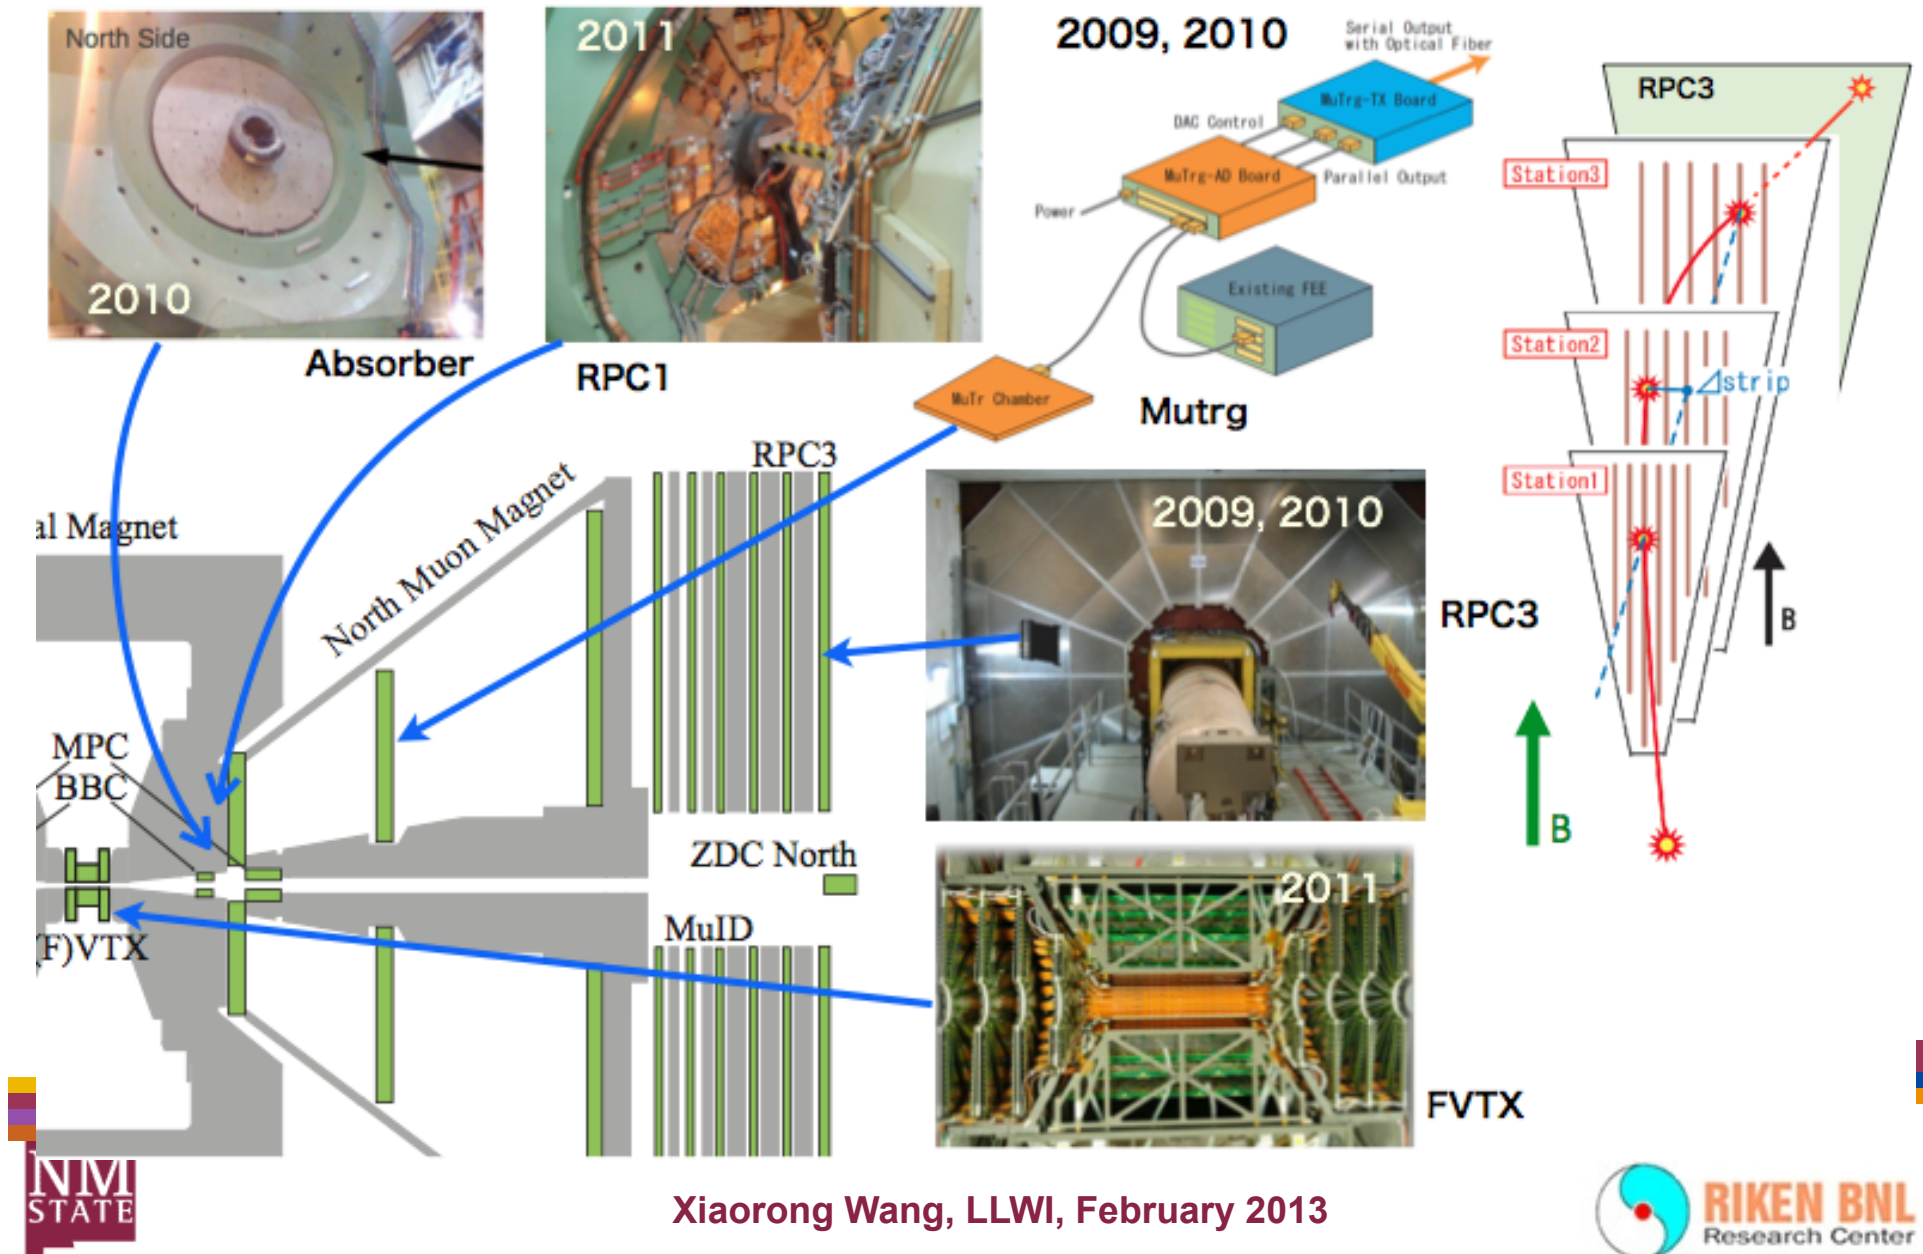 North Side
2010
Absorber
2011
RPC1
2009, 2010
Serial Output
with Optical Fiber
MuTrg-TX Board
DAC Control
MuTrg-AD Board
Parallel Output
Power
Existing FEE
MuTr Chamber
Mutrg
RPC3
Station3
Station2
⊿strip
Station1
B
B
al Magnet
North Muon Magnet
RPC3
2009, 2010
RPC3
MPC
BBC
ZDC North
(F)VTX
MuID
2011
FVTX
NM
STATE
Xiaorong Wang, LLWI, February 2013
RIKEN BNL
Research Center